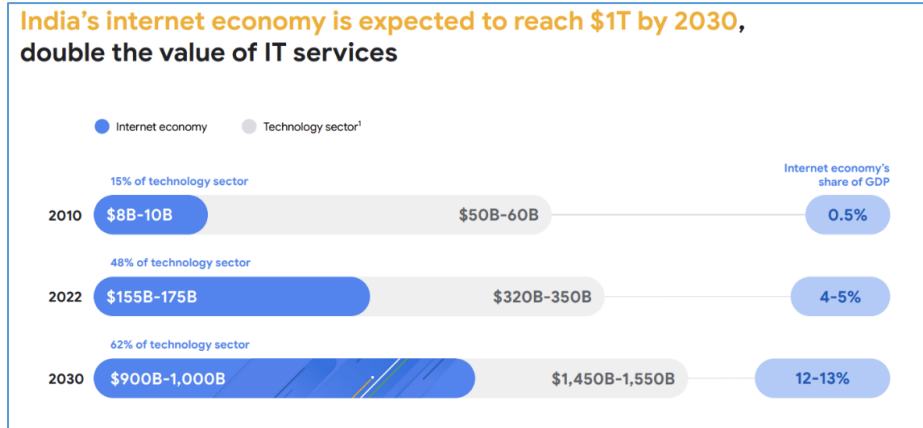 India’s internet economy is expected to reach $1T by 2030,
double the value of IT services
Internet economy
Technology sector¹
Internet economy’s
share of GDP
15% of technology sector
2010
$8B-10B
$50B-60B
0.5%
48% of technology sector
2022
$155B-175B
$320B-350B
4-5%
62% of technology sector
2030
$900B-1,000B
$1,450B-1,550B
12-13%